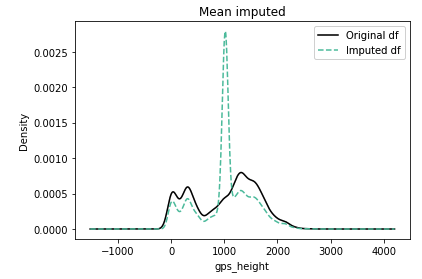 Mean imputed
Original df
Imputed df
0.0025
0.0020
0.0015
0.0010
0.0005
0.0000
Density
−1000
0
1000
2000
3000
4000
gps_height